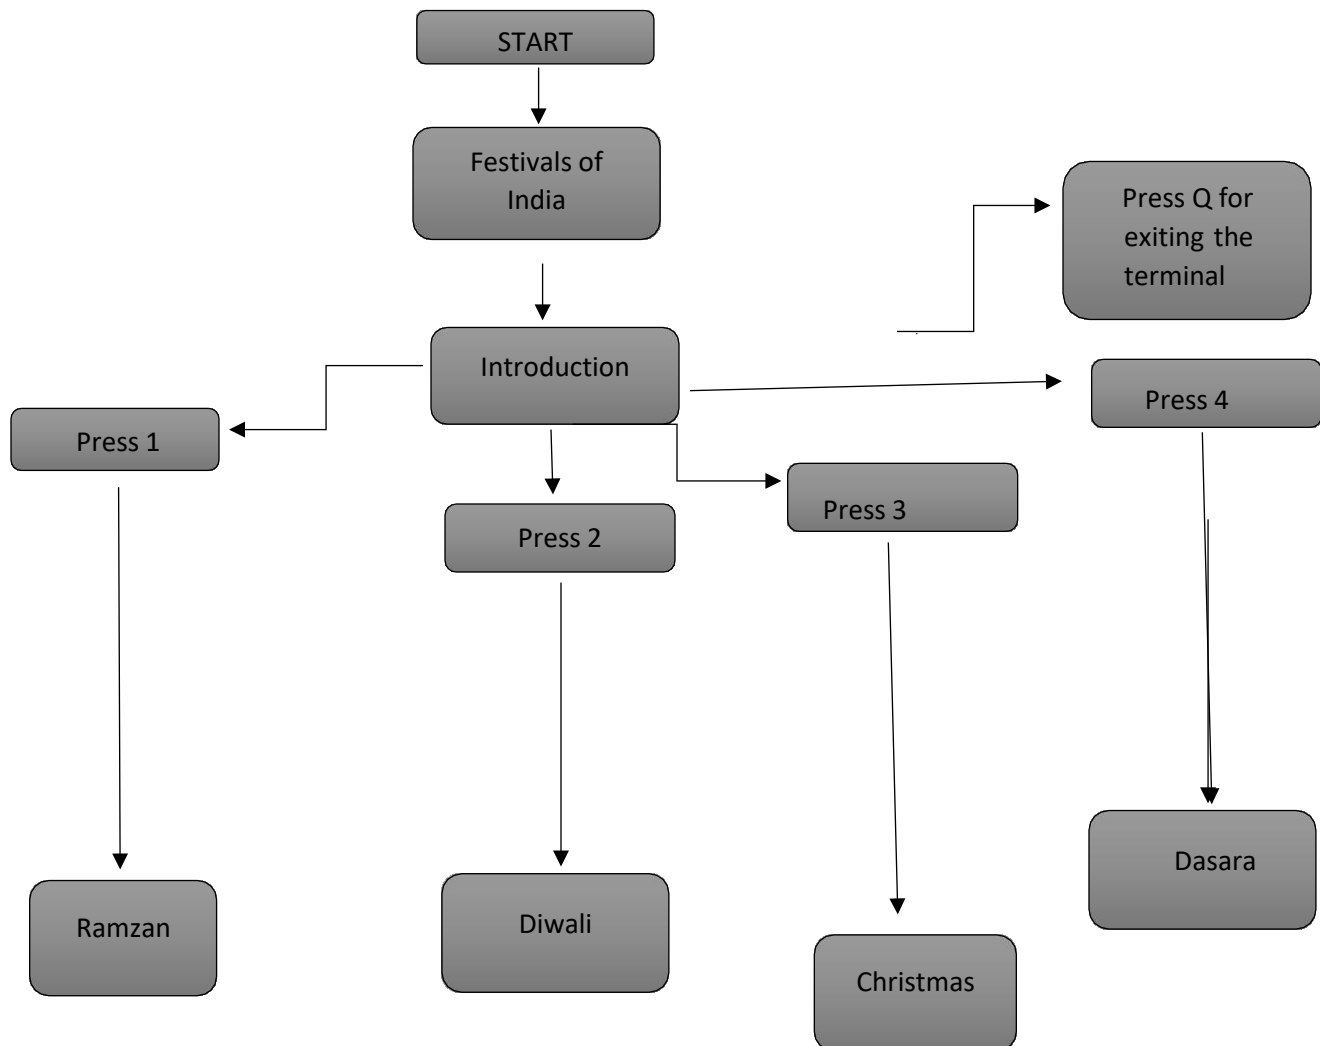 START
Festivals of
India
Press Q for
exiting the
terminal
Introduction
Press 4
Press 1
Press 3
Press 2
Dasara
Ramzan
Diwali
Christmas